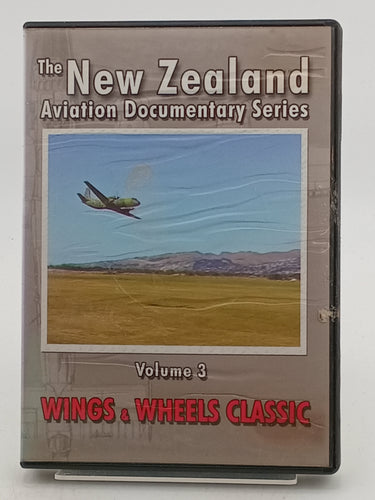 The New Zealand
Aviation Documentary Series
Volume 3
WINGS & WHEELS CLASSIC